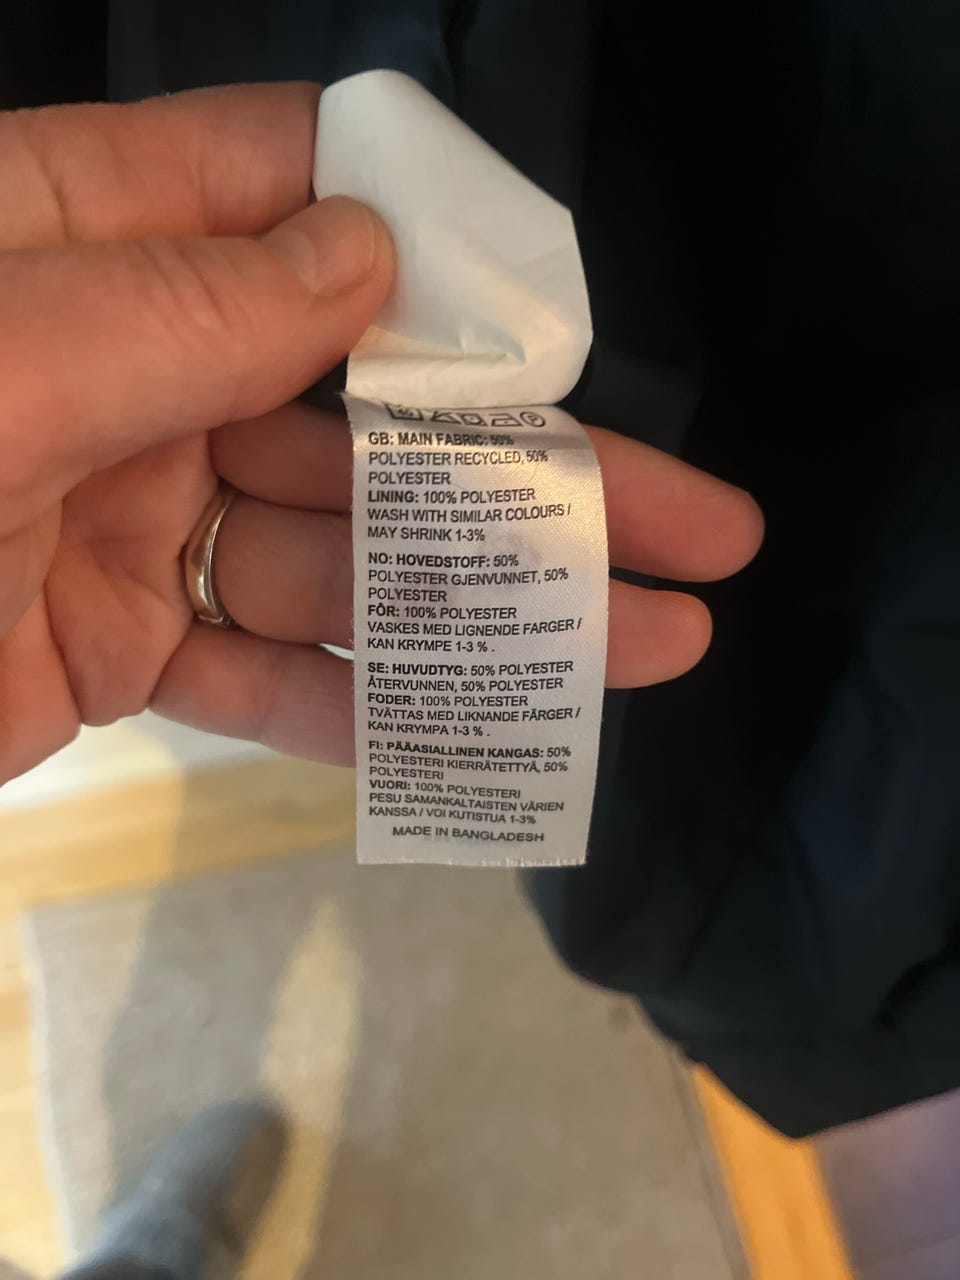 GB: MAIN FABRIC: 50%
POLYESTER RECYCLED, 50%
POLYESTER
LINING: 100% POLYESTER
WASH WITH SIMILAR COLOURS /
MAY SHRINK 1-3%
NO: HOVEDSTOFF: 50%
POLYESTER GJENVUNNET, 50%
POLYESTER
FÔR: 100% POLYESTER
VASKES MED LIGNENDE FARGER /
KAN KRYMPE 1-3 % .
SE: HUVUDTYG: 50% POLYESTER
ÅTERVUNNEN, 50% POLYESTER
FODER: 100% POLYESTER
TVÄTTAS MED LIKNANDE FÄRGER /
KAN KRYMPA 1-3 % .
FI: PÄÄASIALLINEN KANGAS: 50%
POLYESTERI KIERRÄTETTYÄ, 50%
POLYESTERI
VUORI: 100% POLYESTERI
PESU SAMANKALTAISTEN VÄRIEN
KANSSA / VOI KUTISTUA 1-3%
MADE IN BANGLADESH